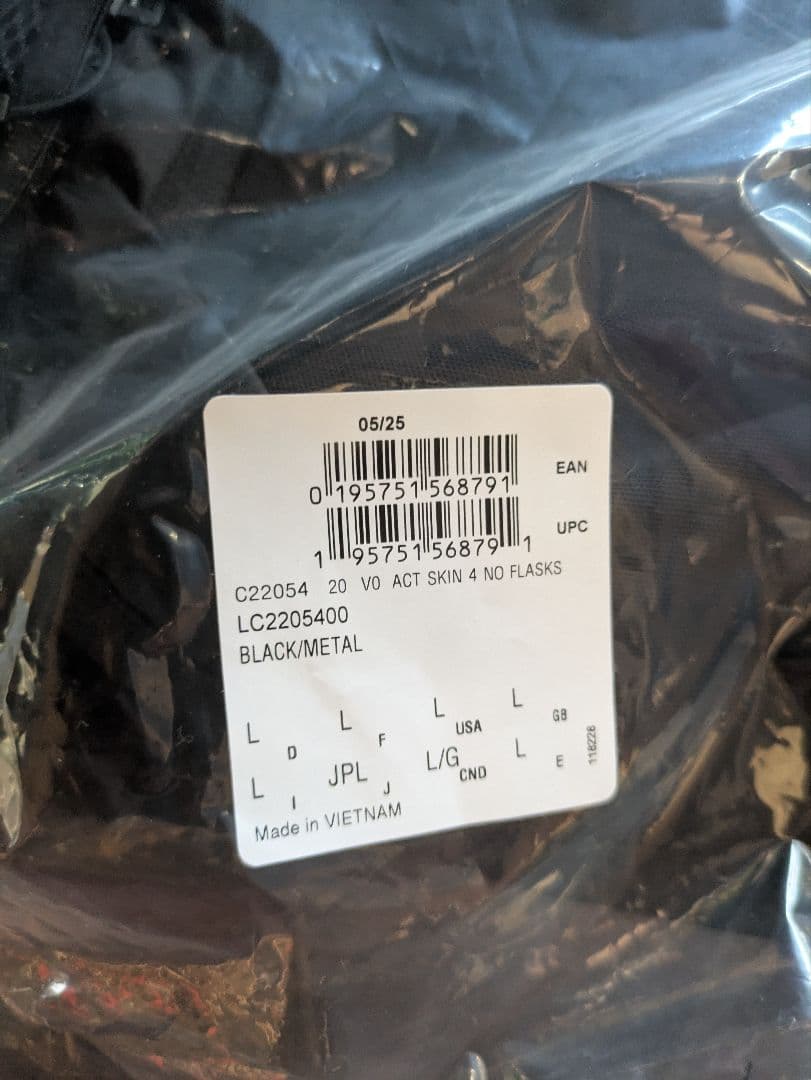 05/25
0 195751 568791
EAN
1 95751 56879 1
UPC
C22054 20 V0 ACT SKIN 4 NO FLASKS
LC2205400
BLACK/METAL
L D L F L USA L GB
L I JPL J L/G CND L E
118228
Made in VIETNAM